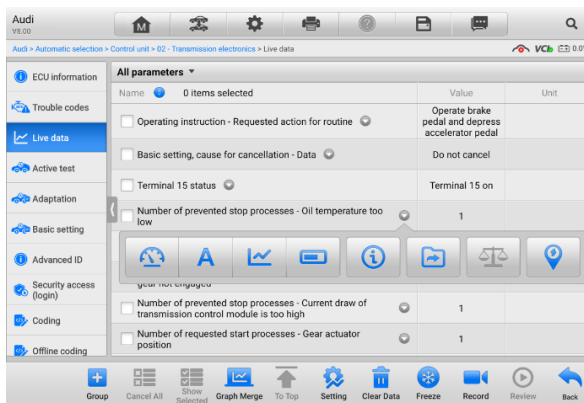 Audi
V8.00
M
?
Audi > Automatic selection > Control unit > 02 - Transmission electronics > Live data
VCI
0.0
ECU information
Trouble codes
Live data
Active test
Adaptation
Basic setting
Advanced ID
Security access
(login)
Coding
Offline coding
All parameters
Name
0 items selected
Value
Unit
Operating instruction - Requested action for routine
Operate brake
pedal and depress
accelerator pedal
Basic setting, cause for cancellation - Data
Do not cancel
Terminal 15 status
Terminal 15 on
Number of prevented stop processes - Oil temperature too
low
1
A
gear not engaged
Number of prevented stop processes - Current draw of
transmission control module is too high
1
Number of requested start processes - Gear actuator
position
1
Group
Cancel All
Show
Selected
Graph Merge
To Top
Setting
Clear Data
Freeze
Record
Review
Back